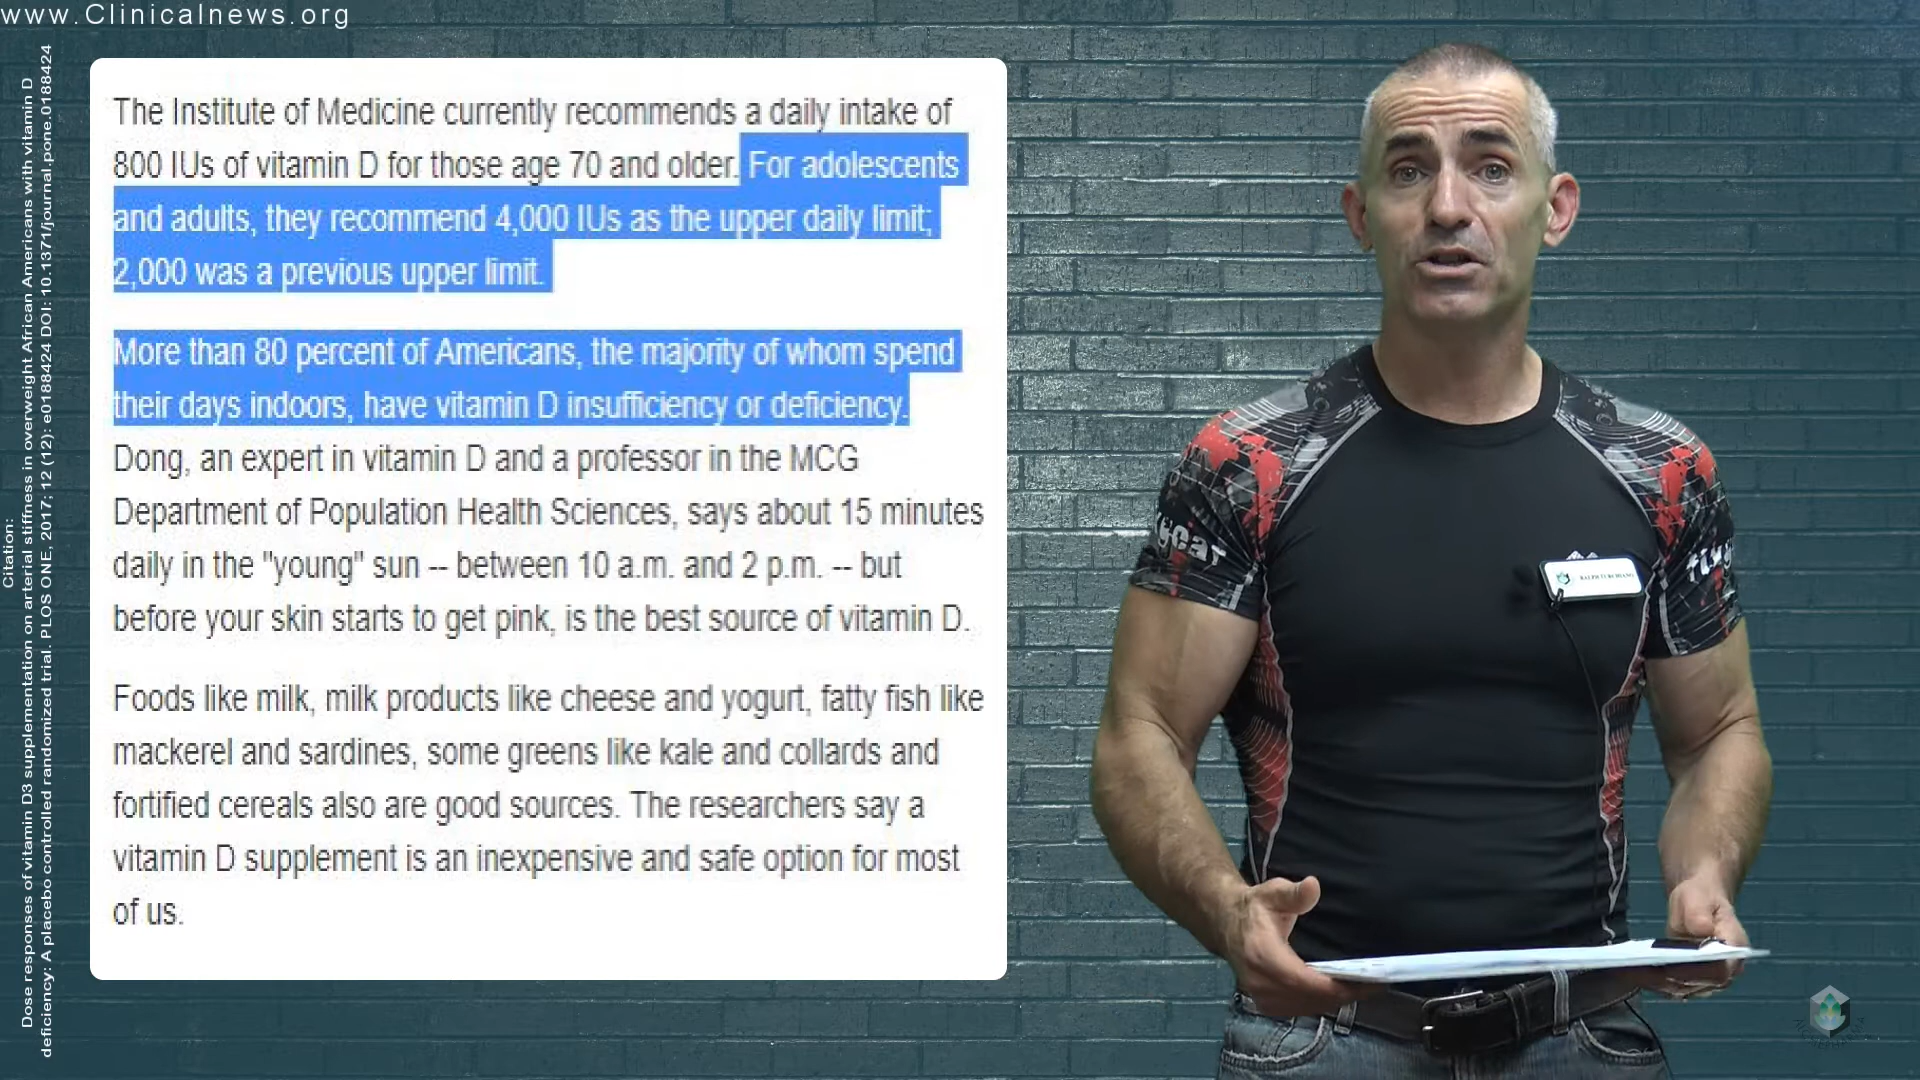 www.Clinicalnews.org
Citation:
Dose responses of vitamin D3 supplementation on arterial stiffness in overweight African Americans with vitamin D
deficiency: A placebo controlled randomized trial. PLOS ONE, 2017; 12 (12): e0188424 DOI: 10.1371/journal.pone.0188424
The Institute of Medicine currently recommends a daily intake of
800 IUs of vitamin D for those age 70 and older. For adolescents
and adults, they recommend 4,000 IUs as the upper daily limit;
2,000 was a previous upper limit.
More than 80 percent of Americans, the majority of whom spend
their days indoors, have vitamin D insufficiency or deficiency.
Dong, an expert in vitamin D and a professor in the MCG
Department of Population Health Sciences, says about 15 minutes
daily in the "young" sun -- between 10 a.m. and 2 p.m. -- but
before your skin starts to get pink, is the best source of vitamin D.
Foods like milk, milk products like cheese and yogurt, fatty fish like
mackerel and sardines, some greens like kale and collards and
fortified cereals also are good sources. The researchers say a
vitamin D supplement is an inexpensive and safe option for most
of us.